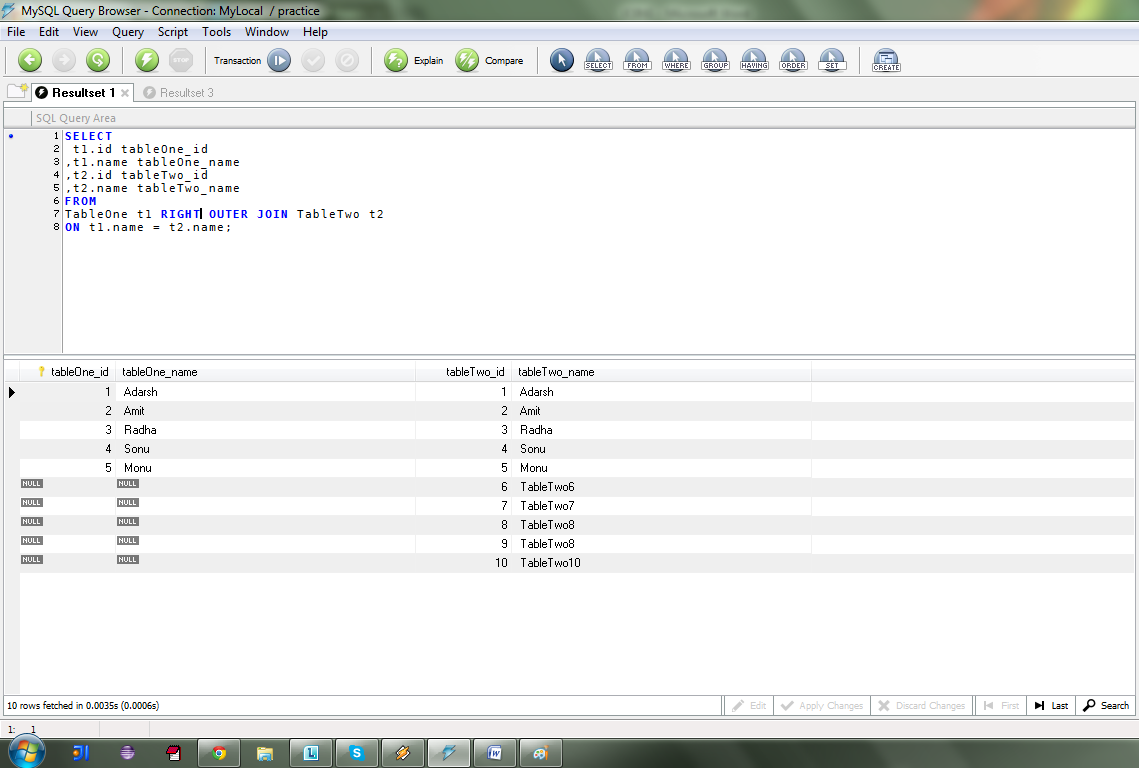 MySQL Query Browser - Connection: MyLocal / practice
File Edit View Query Script Tools Window Help
STOP Transaction Explain Compare SELECT FROM WHERE GROUP HAVING ORDER SET CREATE
Resultset 1 Resultset 3
SQL Query Area
1 SELECT
2 t1.id tableOne_id
3 ,t1.name tableOne_name
4 ,t2.id tableTwo_id
5 ,t2.name tableTwo_name
6 FROM
7 TableOne t1 RIGHT OUTER JOIN TableTwo t2
8 ON t1.name = t2.name;
tableOne_id tableOne_name tableTwo_id tableTwo_name
1 Adarsh 1 Adarsh
2 Amit 2 Amit
3 Radha 3 Radha
4 Sonu 4 Sonu
5 Monu 5 Monu
NULL NULL 6 TableTwo6
NULL NULL 7 TableTwo7
NULL NULL 8 TableTwo8
NULL NULL 9 TableTwo8
NULL NULL 10 TableTwo10
10 rows fetched in 0.0035s (0.0006s) Edit Apply Changes Discard Changes First Last Search
1: 1